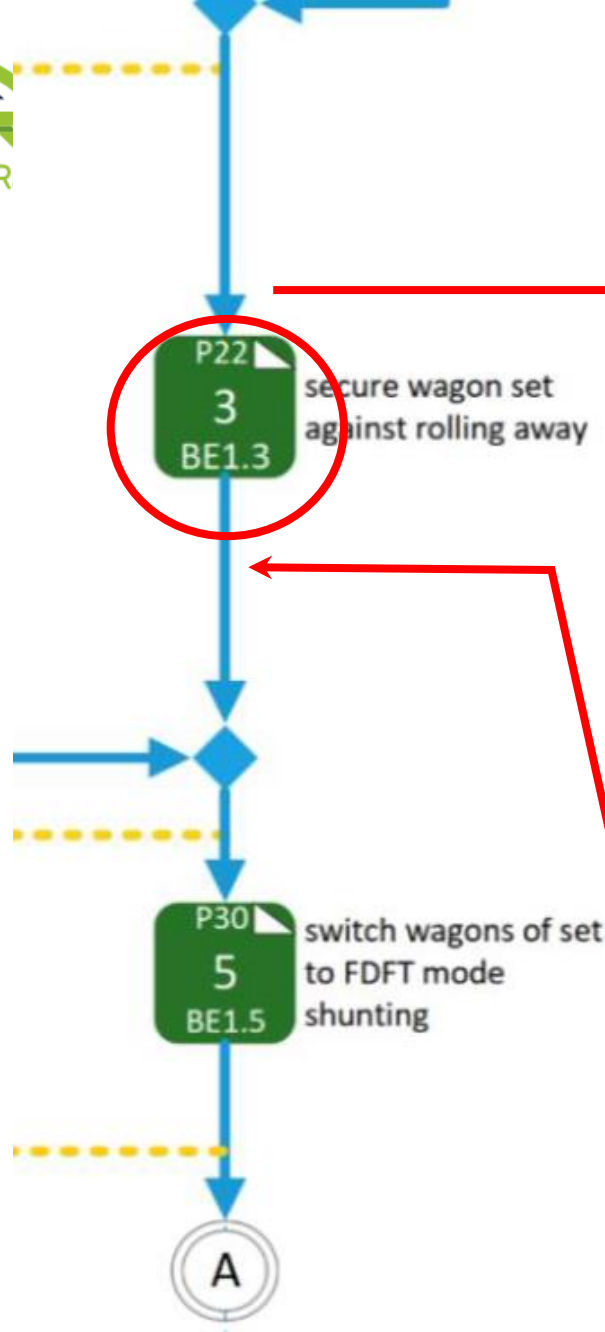 R
P22
3
BE1.3
secure wagon set
against rolling away
P30
5
BE1.5
switch wagons of set
to FDFT mode
shunting
A